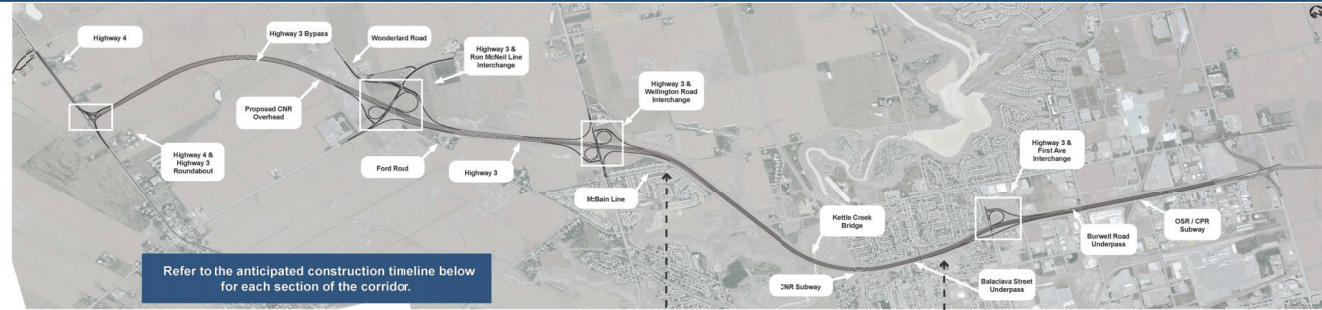 Highway 4
Highway 3 Bypass
Wonderlard Road
Highway 3 &
Ron McNeil Line
Interchange
Proposed CNR
Overhead
Highway 4 &
Highway 3
Roundabout
Ford Road
Highway 3
Highway 3 &
Wellington Road
Interchange
McBain Line
Kettle Creek
Bridge
CNR Subway
Highway 3 &
First Ave
Interchange
Balaclava Street
Underpass
Burwell Road
Underpass
OSR / CPR
Subway
Refer to the anticipated construction timeline below
for each section of the corridor.